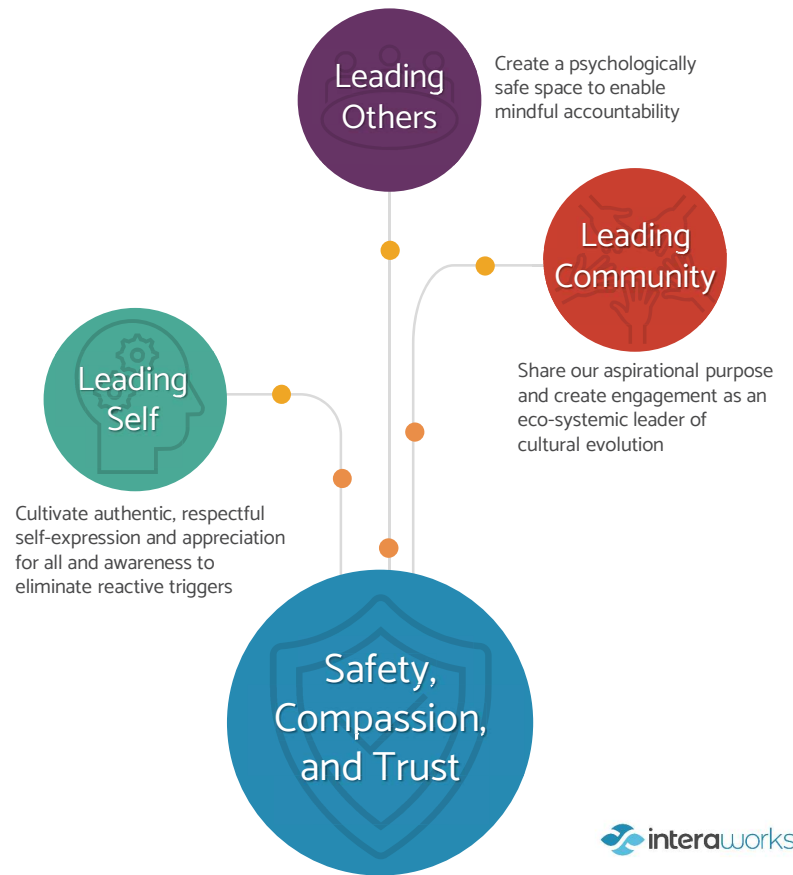 Leading
Others
Create a psychologically
safe space to enable
mindful accountability
Leading
Community
Share our aspirational purpose
and create engagement as an
eco-systemic leader of
cultural evolution
Leading
Self
Cultivate authentic, respectful
self-expression and appreciation
for all and awareness to
eliminate reactive triggers
Safety,
Compassion,
and Trust
interaworks